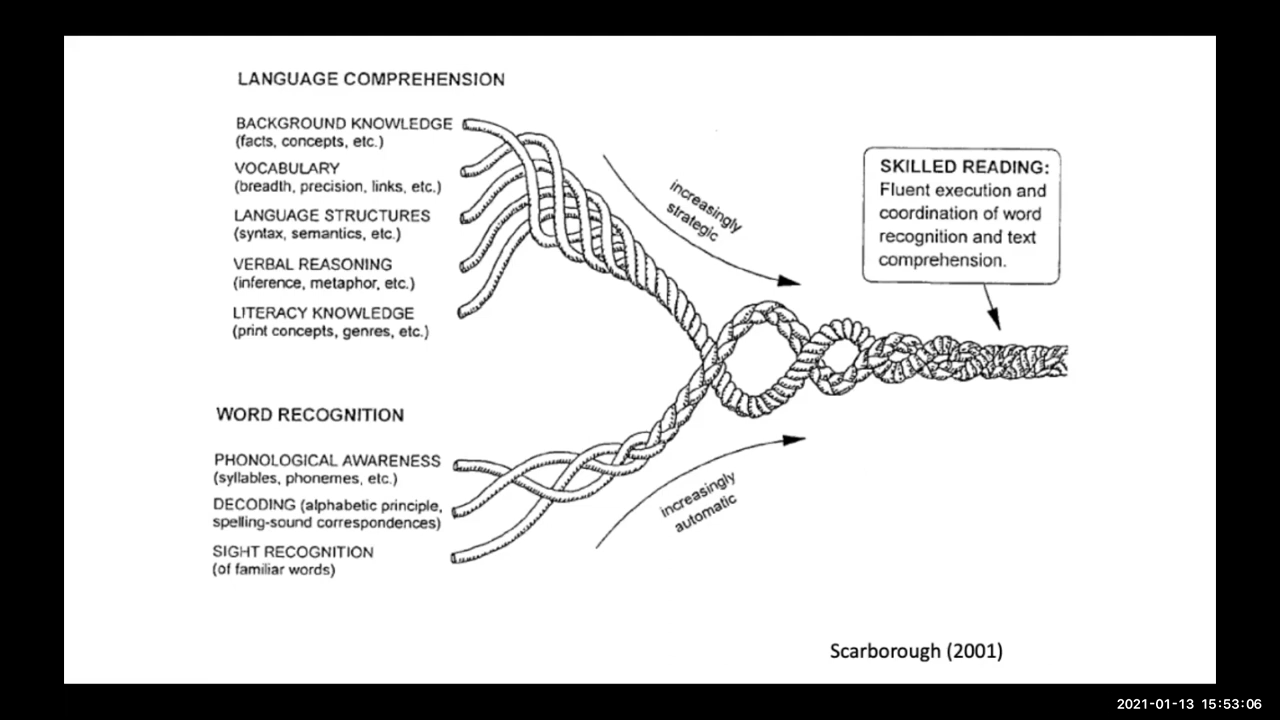 LANGUAGE COMPREHENSION
BACKGROUND KNOWLEDGE
(facts, concepts, etc.)
VOCABULARY
(breadth, precision, links, etc.)
LANGUAGE STRUCTURES
(syntax, semantics, etc.)
VERBAL REASONING
(inference, metaphor, etc.)
LITERACY KNOWLEDGE
(print concepts, genres, etc.)
increasingly
strategic
SKILLED READING:
Fluent execution and
coordination of word
recognition and text
comprehension.
WORD RECOGNITION
PHONOLOGICAL AWARENESS
(syllables, phonemes, etc.)
DECODING (alphabetic principle,
spelling-sound correspondences)
SIGHT RECOGNITION
(of familiar words)
increasingly
automatic
Scarborough (2001)
2021-01-13 15:53:06